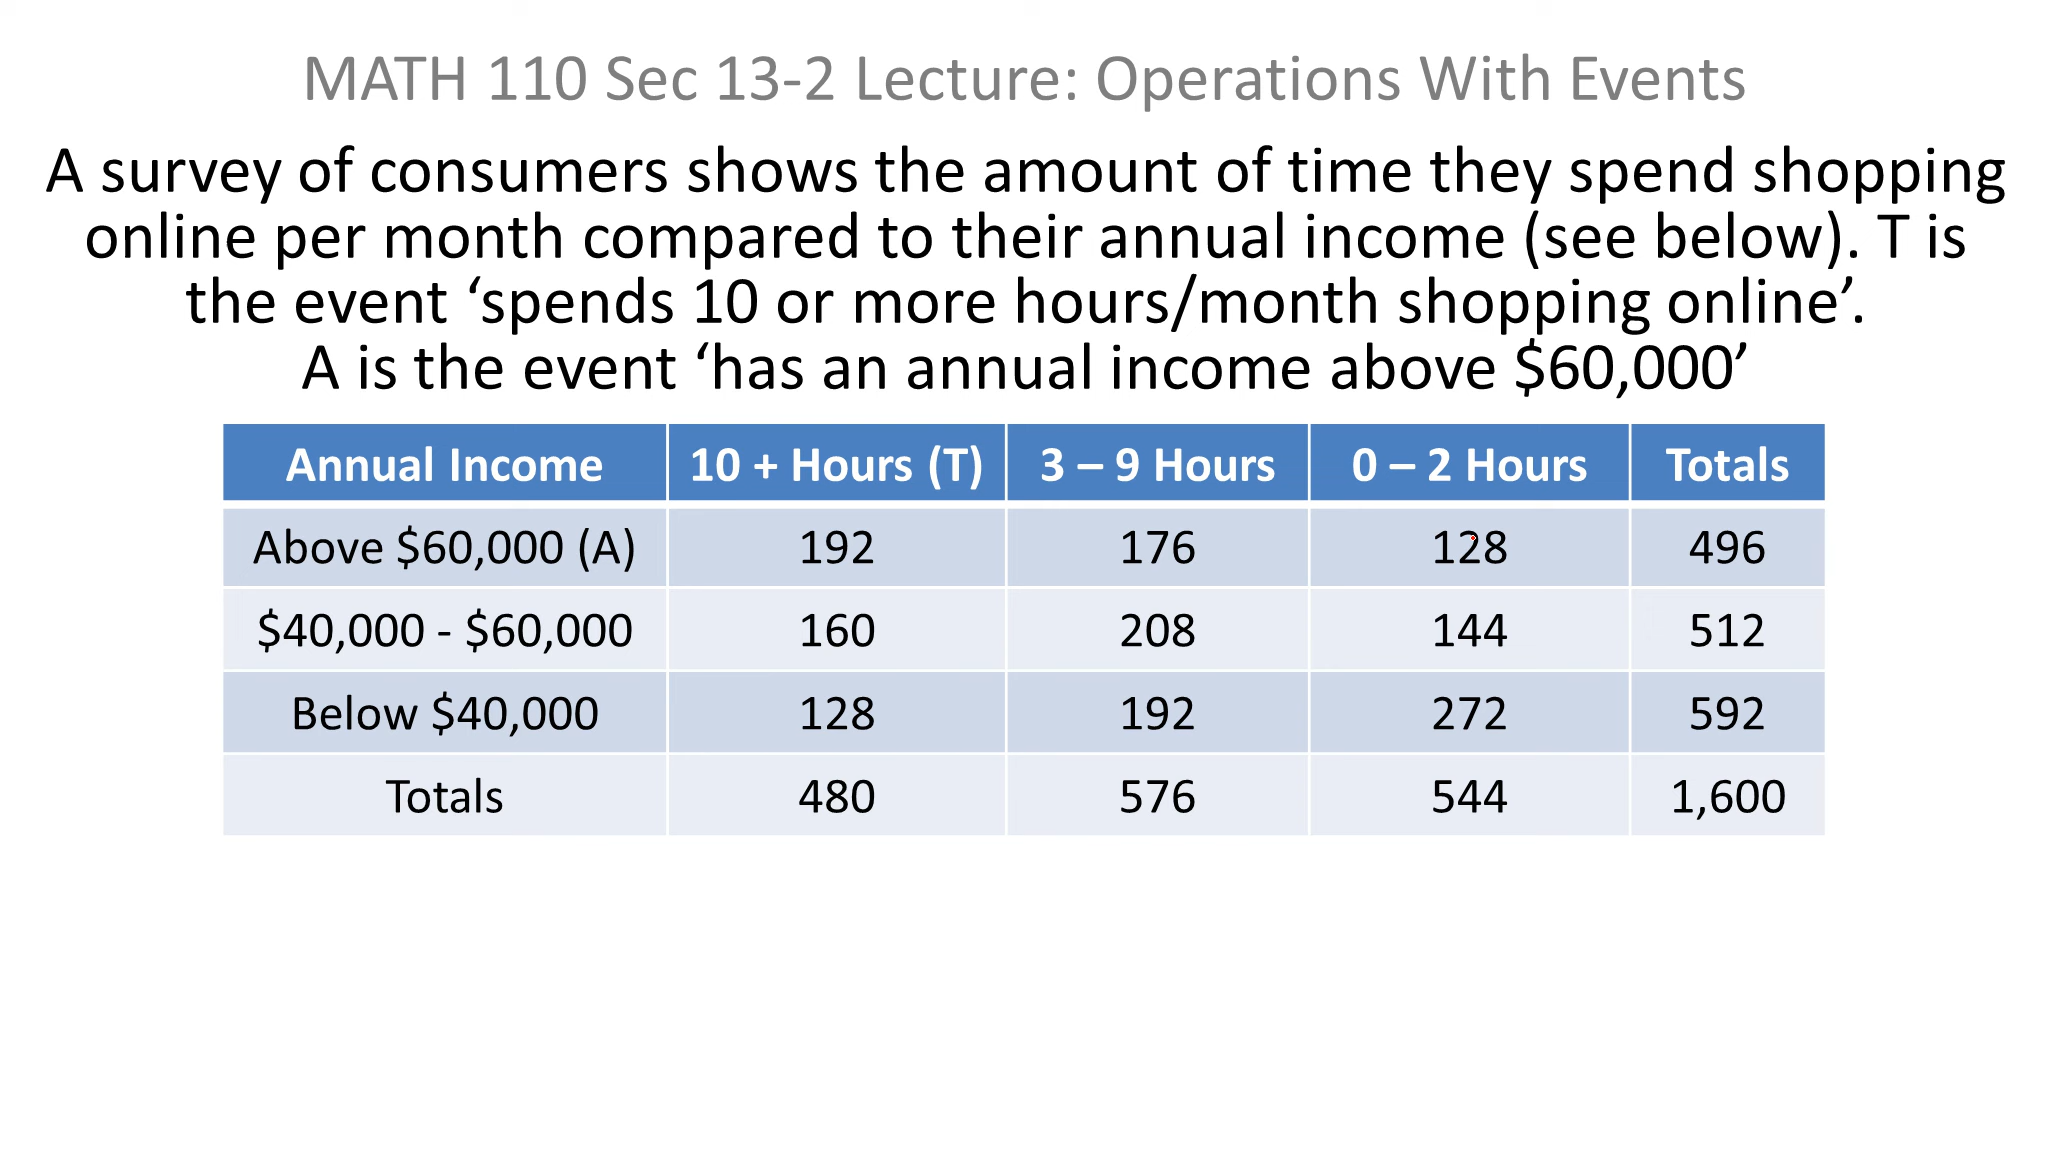 MATH 110 Sec 13-2 Lecture: Operations With Events
A survey of consumers shows the amount of time they spend shopping
online per month compared to their annual income (see below). T is
the event ‘spends 10 or more hours/month shopping online’.
A is the event ‘has an annual income above $60,000’
Annual Income 10 + Hours (T) 3 – 9 Hours 0 – 2 Hours Totals
Above $60,000 (A) 192 176 128 496
$40,000 - $60,000 160 208 144 512
Below $40,000 128 192 272 592
Totals 480 576 544 1,600